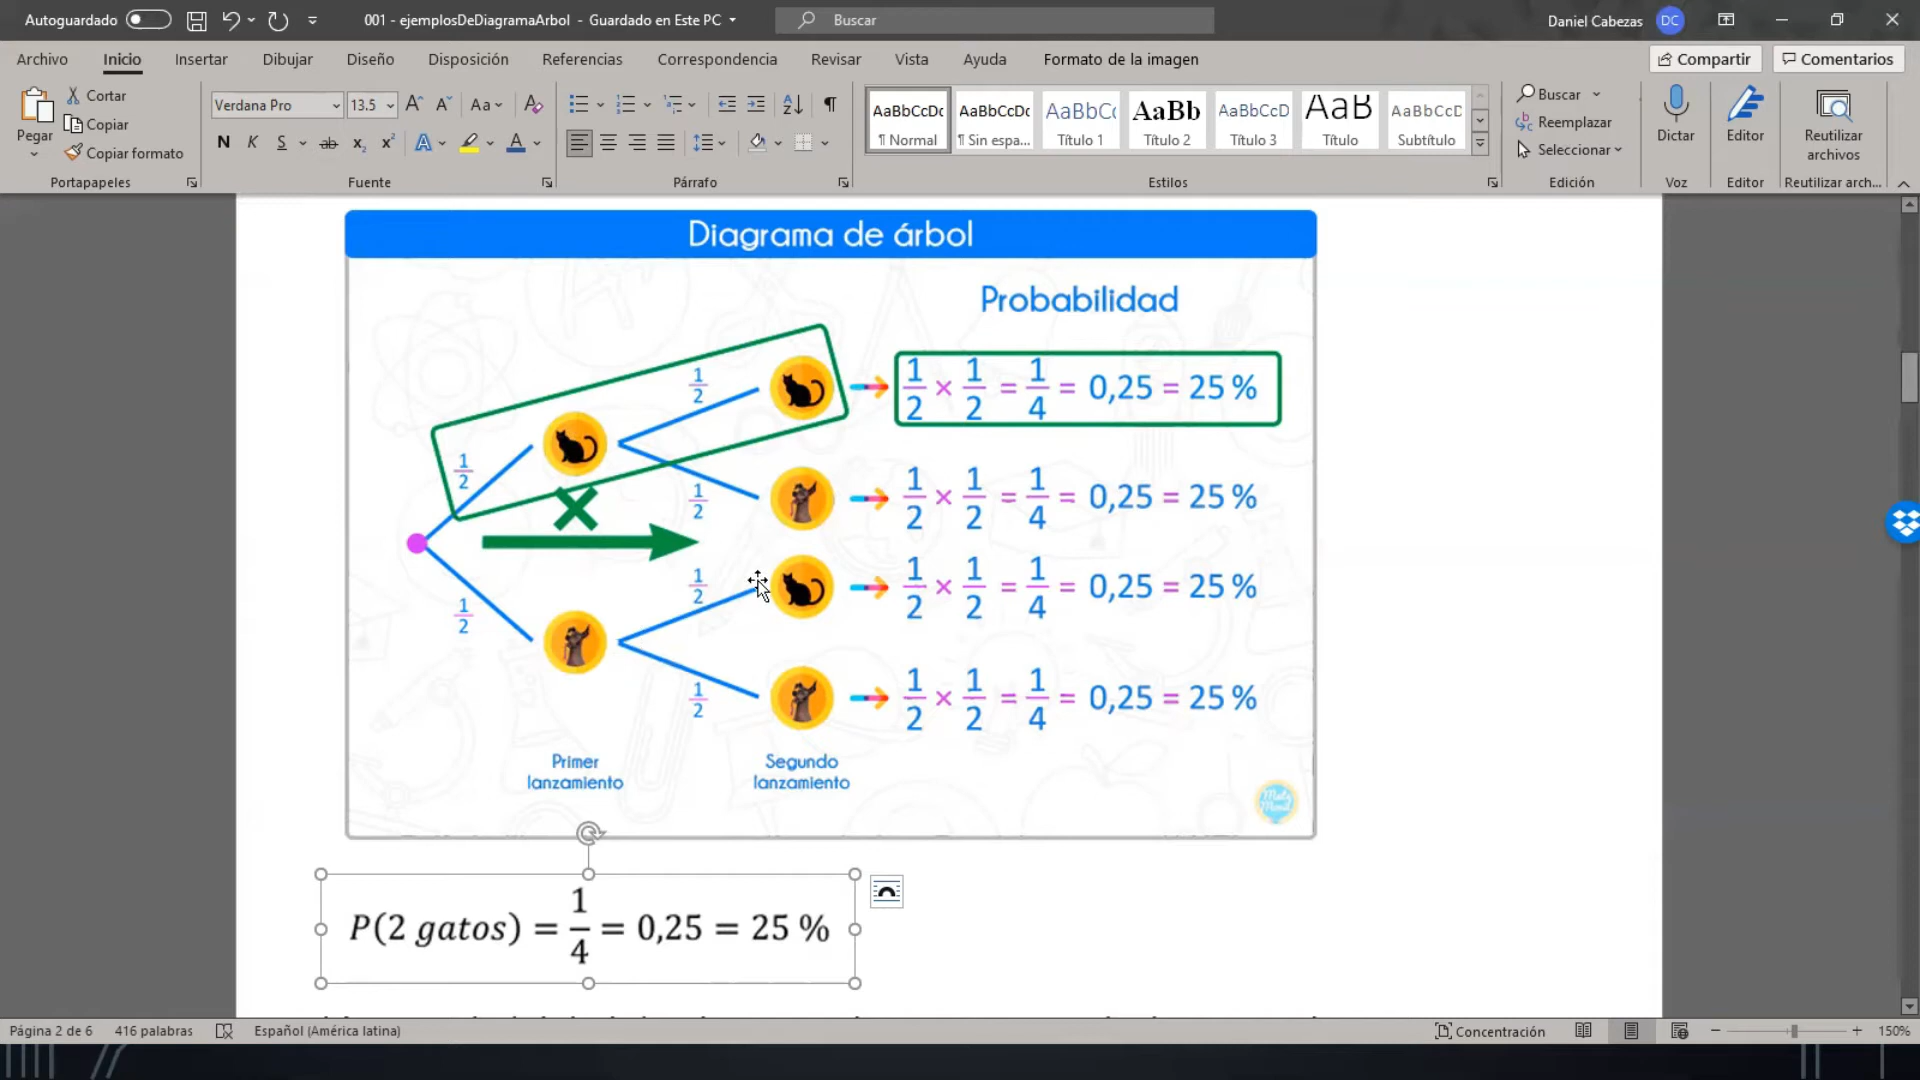 Autoguardado 001 - ejemplosDeDiagramaArbol - Guardado en Este PC Buscar Daniel Cabezas DC
Archivo Inicio Insertar Dibujar Diseño Disposición Referencias Correspondencia Revisar Vista Ayuda Formato de la imagen Compartir Comentarios
Pegar
Cortar
Copiar
Copiar formato
Portapapeles
Verdana Pro 13.5 A A Aa A
N K S ab x₂ x² A A
Fuente
Párrafo
AaBbCcDc AaBbCcDc AaBbCc AaBb AaBbCcD AaB AaBbCcD
¶ Normal ¶ Sin espa... Título 1 Título 2 Título 3 Título Subtítulo
Estilos
Buscar
Reemplazar
Seleccionar
Edición
Dictar
Voz
Editor
Editor
Reutilizar
archivos
Reutilizar arch...
Diagrama de árbol
Probabilidad
1/2
1/2
1/2
1/2
1/2
1/2
1/2 × 1/2 = 1/4 = 0,25 = 25 %
1/2 × 1/2 = 1/4 = 0,25 = 25 %
1/2 × 1/2 = 1/4 = 0,25 = 25 %
1/2 × 1/2 = 1/4 = 0,25 = 25 %
Primer
lanzamiento
Segundo
lanzamiento
Mate
Movil
P(2 gatos) = 1/4 = 0,25 = 25 %
Página 2 de 6 416 palabras Español (América latina) Concentración 150%